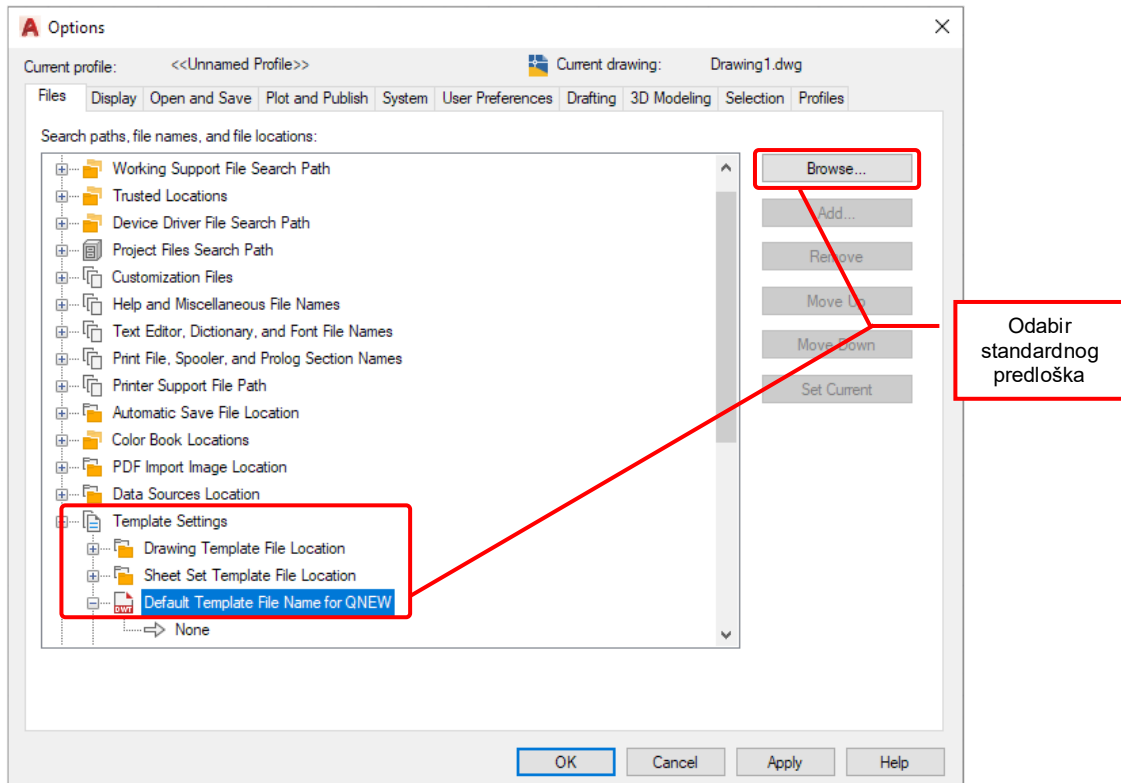 Options
Current profile: <<Unnamed Profile>> Current drawing: Drawing1.dwg
Files Display Open and Save Plot and Publish System User Preferences Drafting 3D Modeling Selection Profiles
Search paths, file names, and file locations:
Working Support File Search Path
Trusted Locations
Device Driver File Search Path
Project Files Search Path
Customization Files
Help and Miscellaneous File Names
Text Editor, Dictionary, and Font File Names
Print File, Spooler, and Prolog Section Names
Printer Support File Path
Automatic Save File Location
Color Book Locations
PDF Import Image Location
Data Sources Location
Template Settings
Drawing Template File Location
Sheet Set Template File Location
DWT
Default Template File Name for QNEW
None
Browse...
Add...
Remove
Move Up
Move Down
Set Current
Odabir
standardnog
predloška
OK Cancel Apply Help